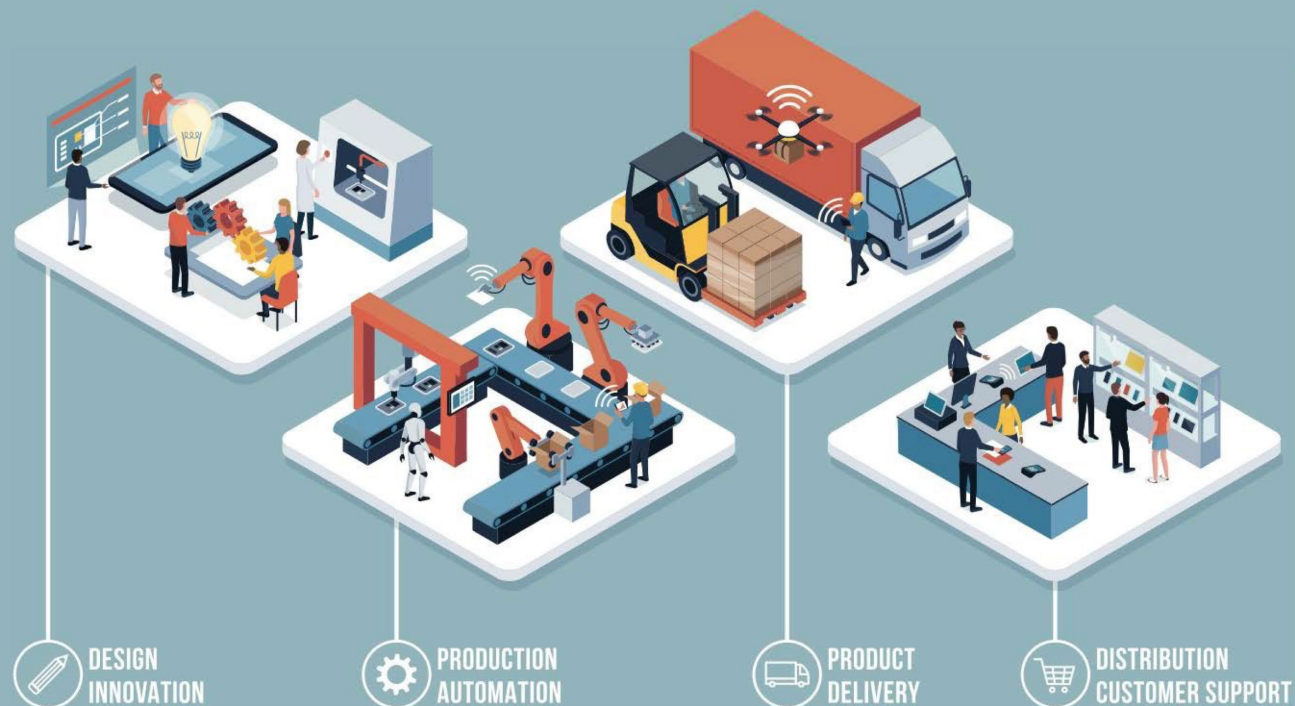 DESIGN
INNOVATION
PRODUCTION
AUTOMATION
PRODUCT
DELIVERY
DISTRIBUTION
CUSTOMER SUPPORT